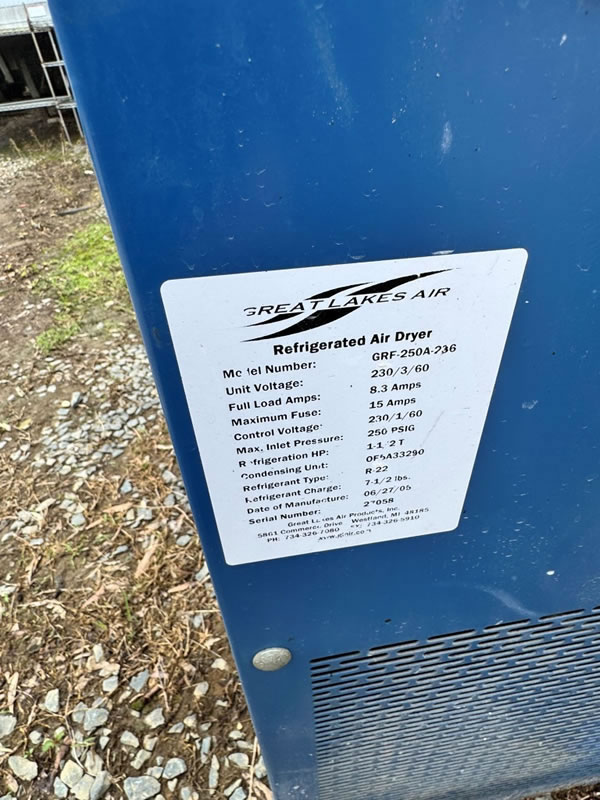 GREAT LAKES AIR
Refrigerated Air Dryer
Model Number: GRF-250A-236
Unit Voltage: 230/3/60
Full Load Amps: 8.3 Amps
Maximum Fuse: 15 Amps
Control Voltage: 230/1/60
Max. Inlet Pressure: 250 PSIG
Refrigeration HP: 1-1/2 T
Condensing Unit: OF5A33290
Refrigerant Type: R-22
Refrigerant Charge: 7-1/2 lbs.
Date of Manufacture: 06/27/05
Serial Number:
Great Lakes Air Products, Inc.
5861 Commerce Drive Westland, MI 48185
PH: 734-326-7080 734-326-5910